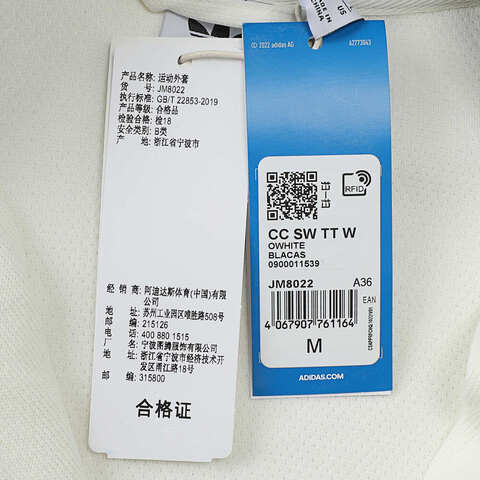 产品名称: 运动外套
货 号: JM8022
执行标准: GB/T 22853-2019
产品等级: 合格品
检验合格: 检18
安全类别: B类
产 地: 浙江省宁波市
经 销 商: 阿迪达斯体育(中国)有限
公司
地 址: 苏州工业园区唯胜路508号
邮 编: 215126
电 话: 400 880 1515
厂 名: 宁波图腾服饰有限公司
地 址: 浙江省宁波市经济技术开
发区甬江路18号
邮 编: 315800
合格证
US
CHINA
© 2022 adidas AG
62773043
RFID
CC SW TT W
OWHITE
BLACAS
0900011539
JM8022 A36
EAN
4 067907 761164
M
ADIDAS.COM